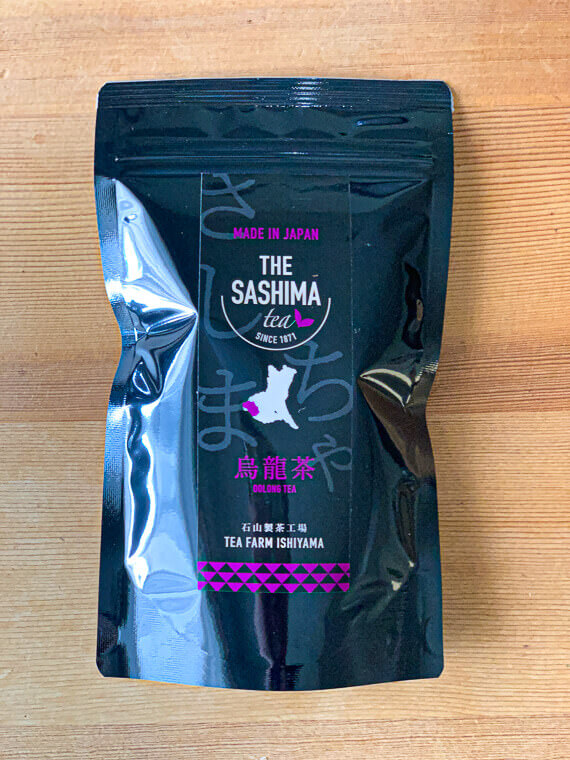 さしま
ちゃ
MADE IN JAPAN
THE
SASHIMA
tea
SINCE 1871
烏龍茶
OOLONG TEA
石山製茶工場
TEA FARM ISHIYAMA